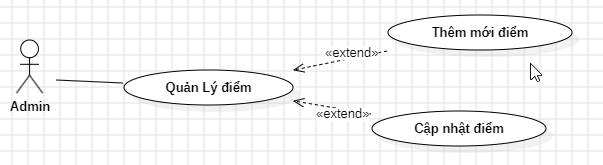 Thêm mới điểm
«extend»
Quản Lý điểm
Admin
«extend»
Cập nhật điểm